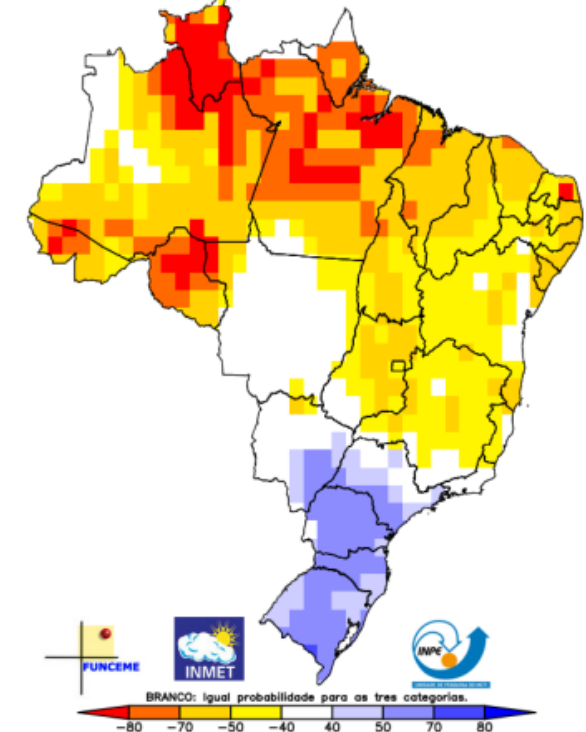 FUNCEME
INMET
INPE
BRANCO: Igual probabilidade para as tres categorias.
-80 -70 -50 -40 40 50 70 80